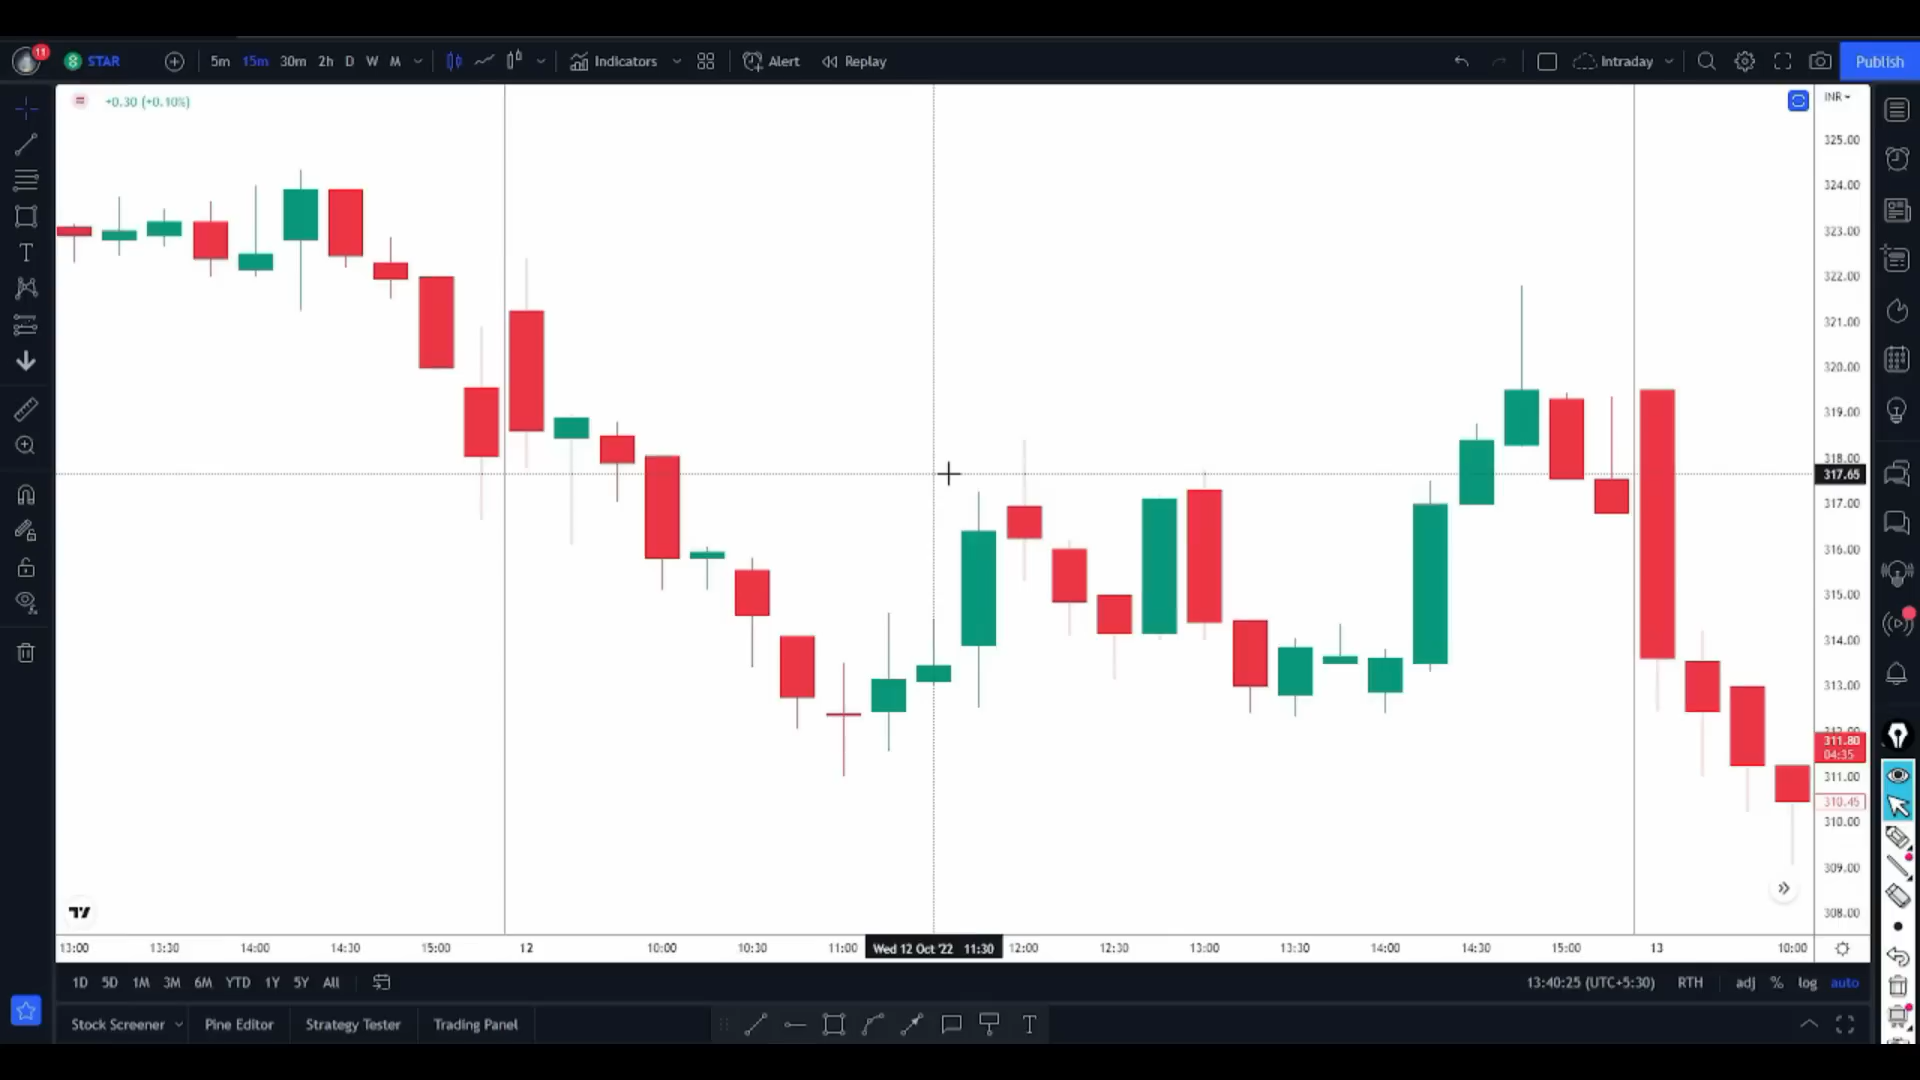 11
STAR
5m 15m 30m 2h D W M
Indicators
Alert
Replay
Intraday
Publish
+0.30 (+0.10%)
INR
325.00
324.00
323.00
322.00
321.00
320.00
319.00
318.00
317.65
317.00
316.00
315.00
314.00
313.00
311.80
04:35
311.00
310.45
310.00
309.00
308.00
13:00 13:30 14:00 14:30 15:00 12 10:00 10:30 11:00 Wed 12 Oct '22 11:30 12:00 12:30 13:00 13:30 14:00 14:30 15:00 13 10:00
1D 5D 1M 3M 6M YTD 1Y 5Y All
13:40:25 (UTC+5:30) RTH adj % log auto
Stock Screener Pine Editor Strategy Tester Trading Panel